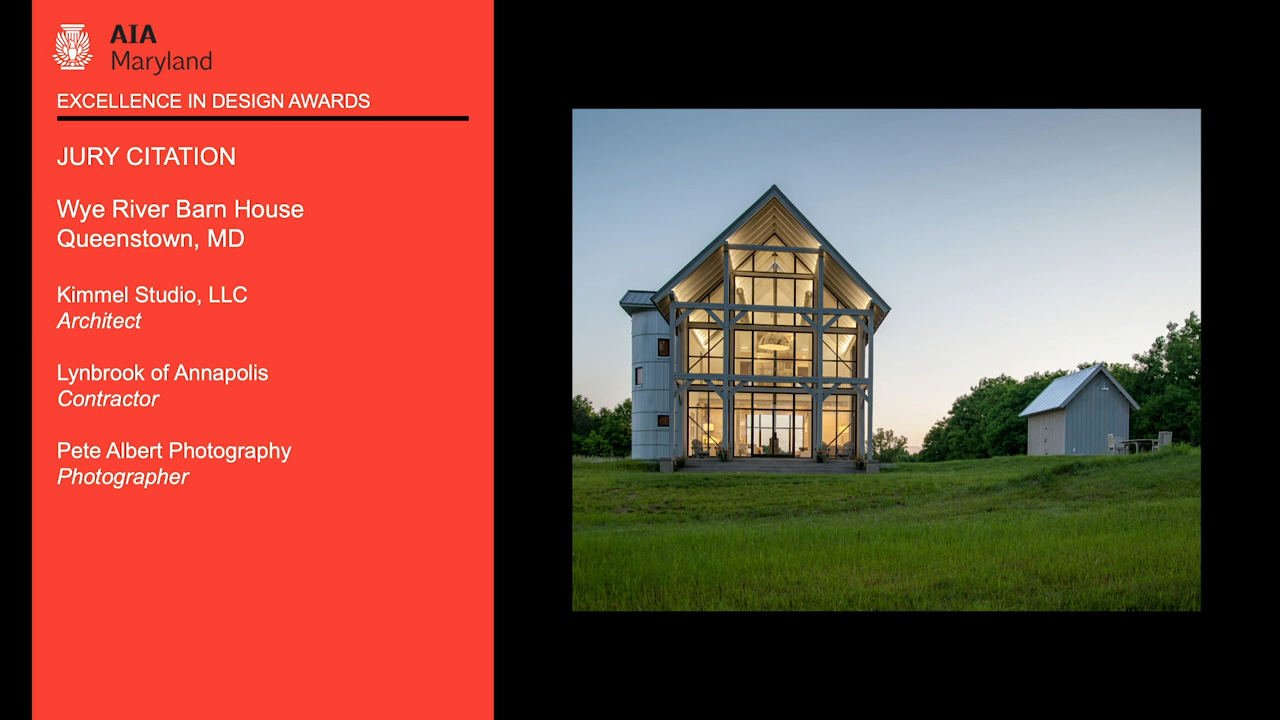 AIA
Maryland
EXCELLENCE IN DESIGN AWARDS
JURY CITATION
Wye River Barn House
Queenstown, MD
Kimmel Studio, LLC
Architect
Lynbrook of Annapolis
Contractor
Pete Albert Photography
Photographer